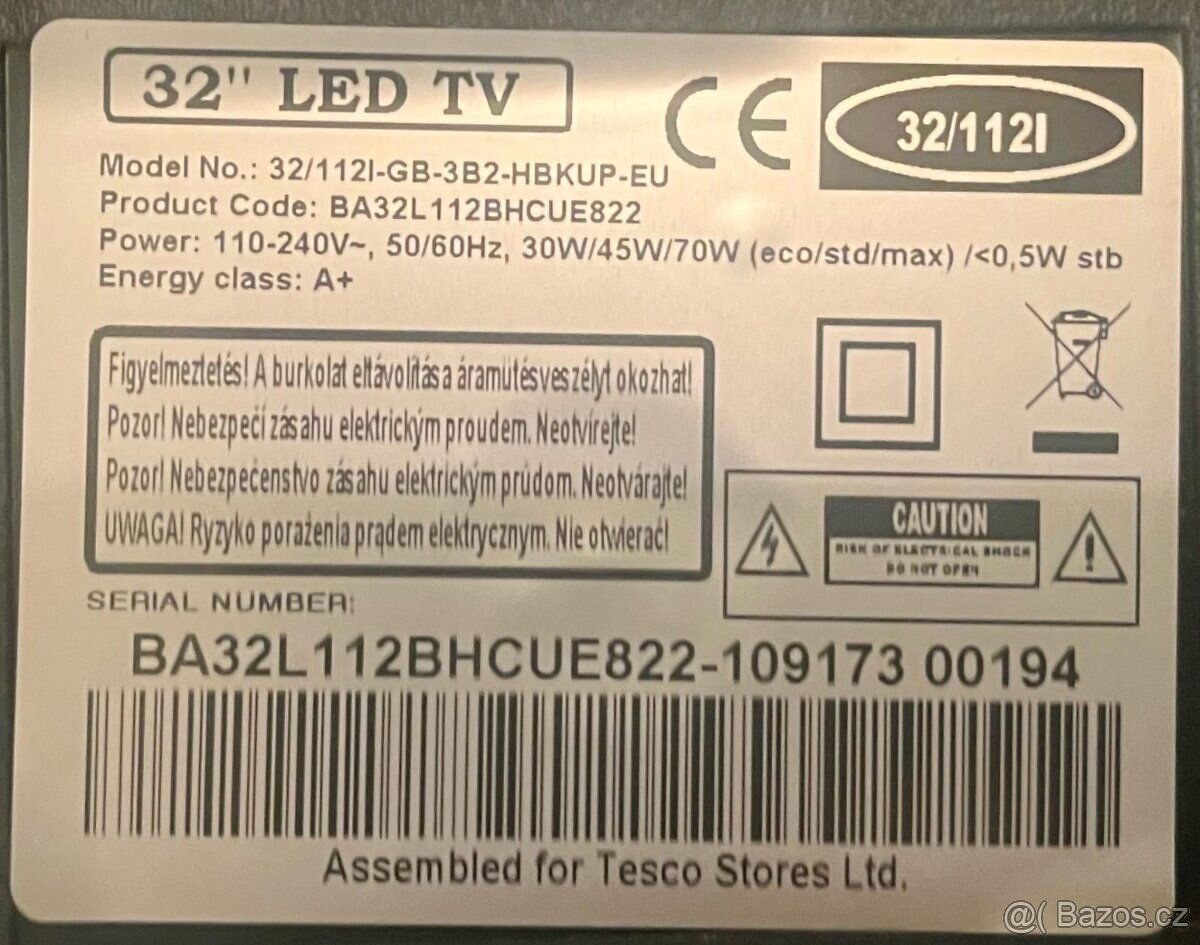 32" LED TV
CE
32/112I
Model No.: 32/112I-GB-3B2-HBKUP-EU
Product Code: BA32L112BHCUE822
Power: 110-240V~, 50/60Hz, 30W/45W/70W (eco/std/max) /<0,5W stb
Energy class: A+
Figyelmeztetés! A burkolat eltávolítása áramütésveszélyt okozhat!
Pozor! Nebezpečí zásahu elektrickým proudem. Neotvírejte!
Pozor! Nebezpečenstvo zásahu elektrickým prúdom. Neotvárajte!
UWAGA! Ryzyko porażenia prądem elektrycznym. Nie otwierać!
CAUTION
RISK OF ELECTRICAL SHOCK
DO NOT OPEN
SERIAL NUMBER:
BA32L112BHCUE822-109173 00194
Assembled for Tesco Stores Ltd.
@( Bazos.cz